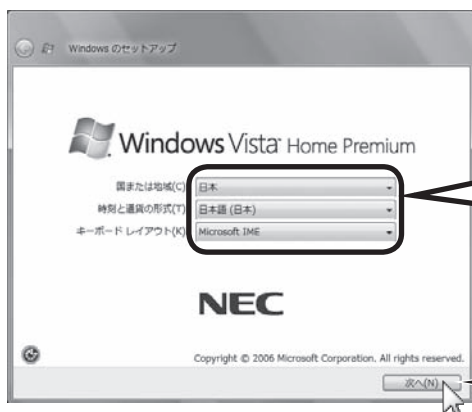 Windows のセットアップ
Windows Vista™ Home Premium
国または地域(C) 日本
時刻と通貨の形式(T) 日本語 (日本)
キーボード レイアウト(K) Microsoft IME
NEC
Copyright © 2006 Microsoft Corporation. All rights reserved.
次へ(N)